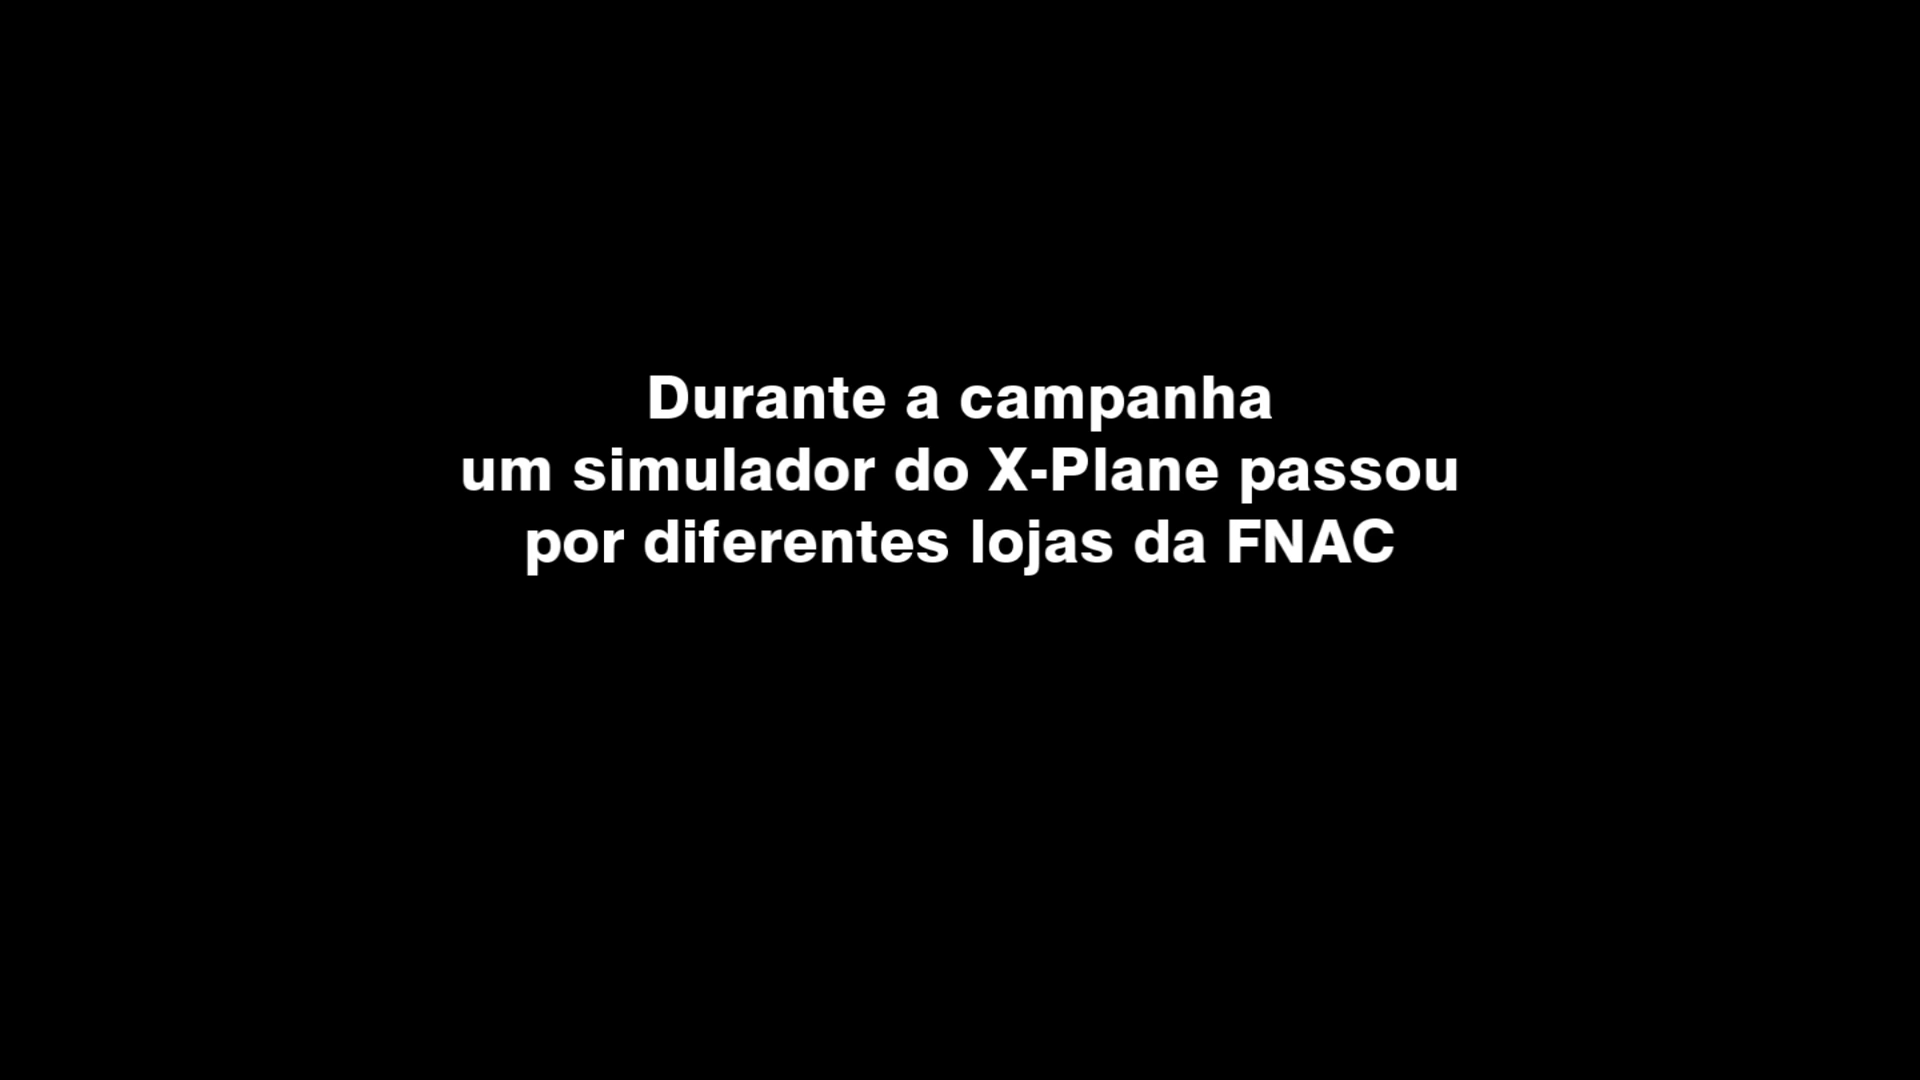 Durante a campanha
um simulador do X-Plane passou
por diferentes lojas da FNAC